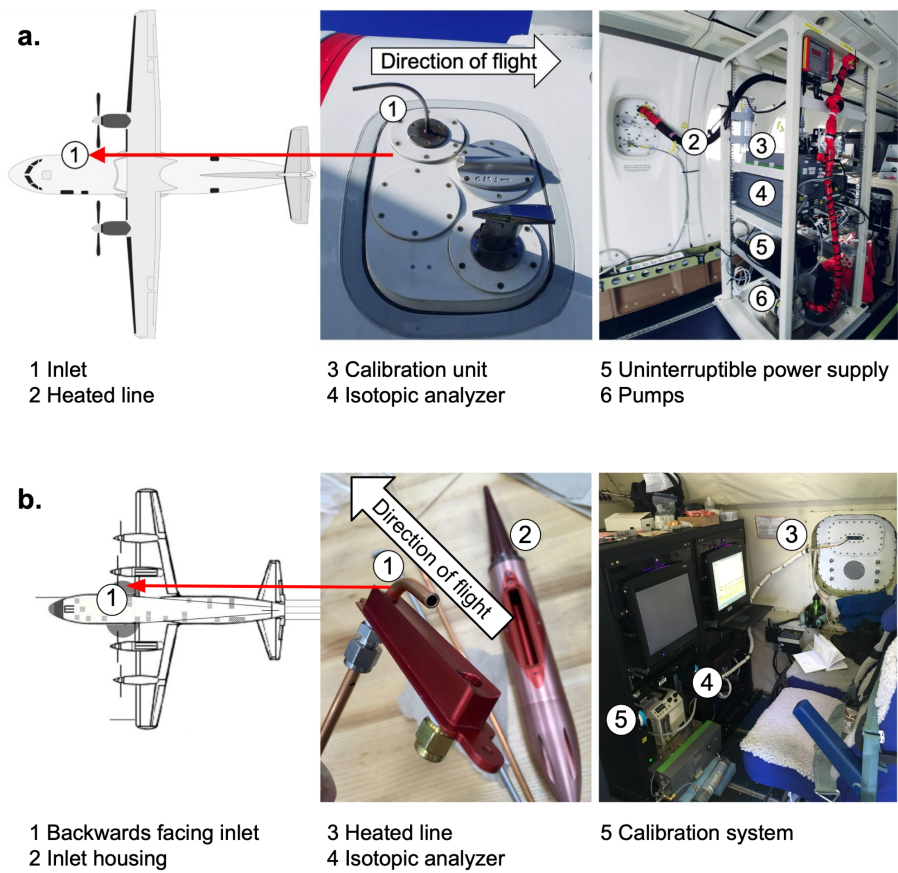 a.
Direction of flight
1
1
2
3
4
5
6
1 Inlet
2 Heated line
3 Calibration unit
4 Isotopic analyzer
5 Uninterruptible power supply
6 Pumps
b.
Direction of flight
1
1
2
3
4
5
1 Backwards facing inlet
2 Inlet housing
3 Heated line
4 Isotopic analyzer
5 Calibration system